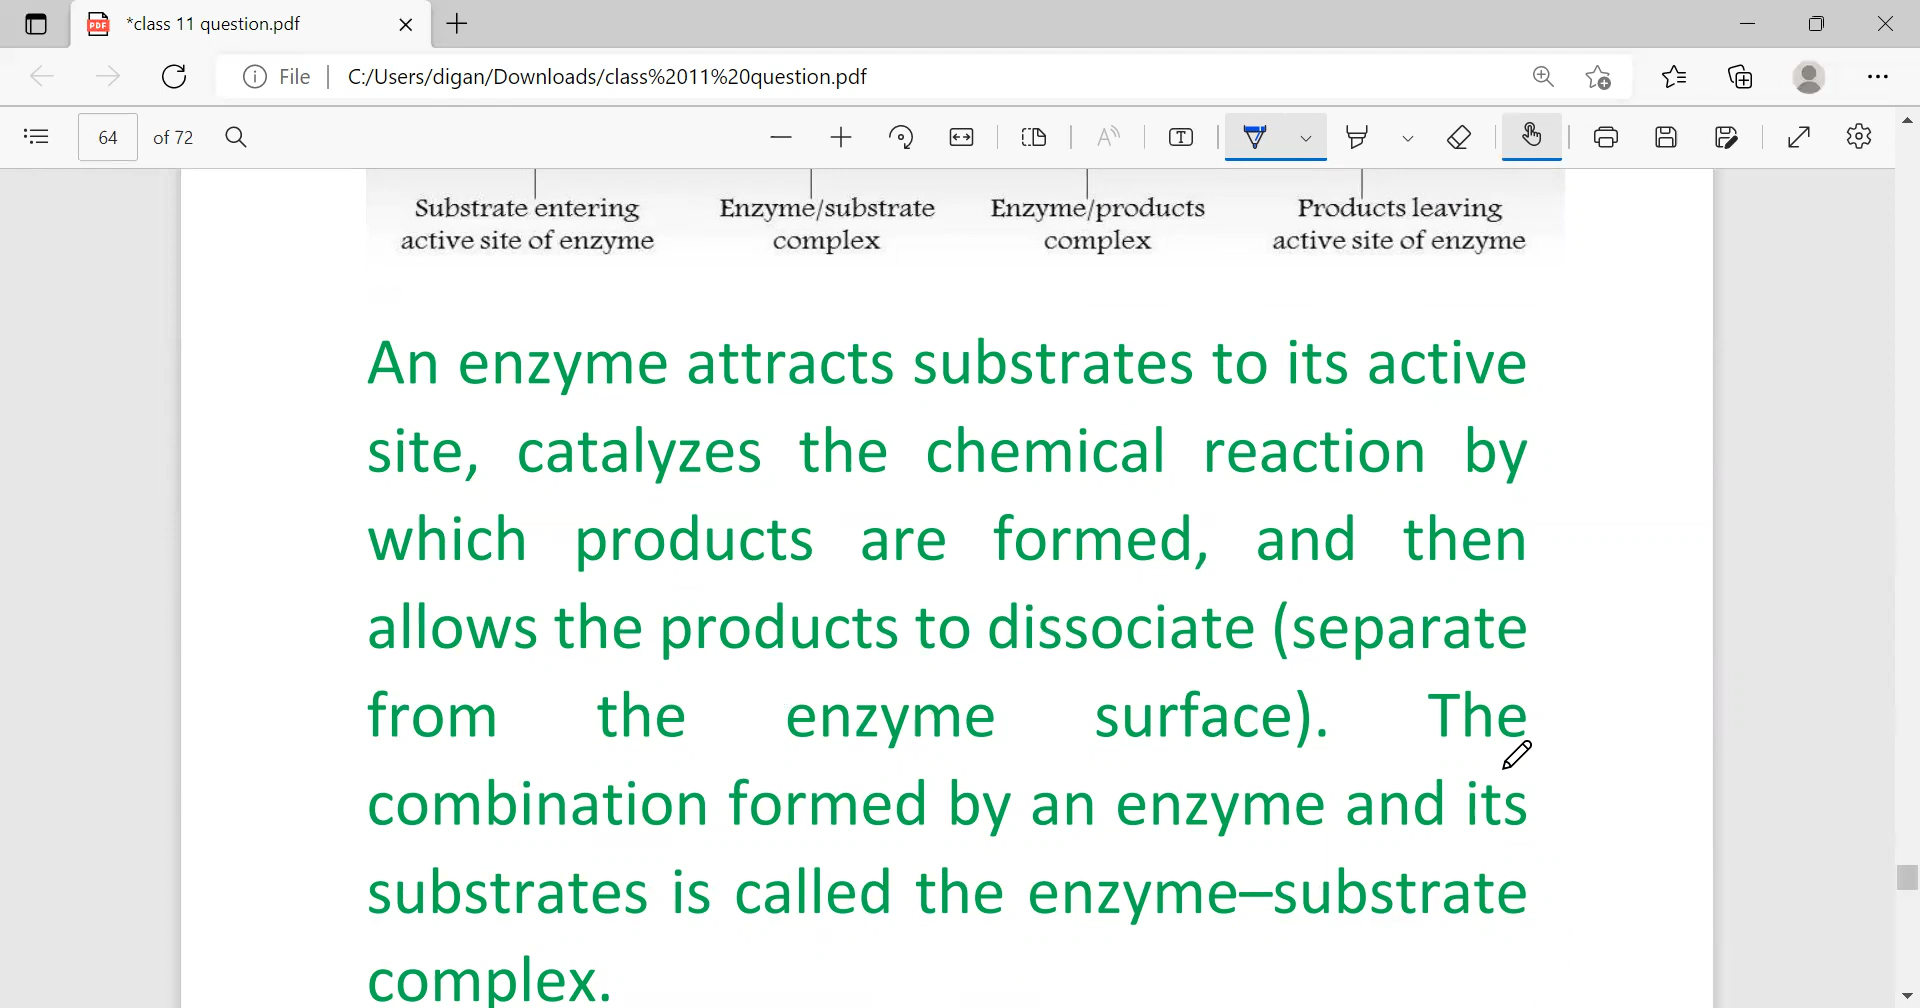 *class 11 question.pdf
File
C:/Users/digan/Downloads/class%2011%20question.pdf
64 of 72
Substrate entering
active site of enzyme
Enzyme/substrate
complex
Enzyme/products
complex
Products leaving
active site of enzyme
An enzyme attracts substrates to its active
site, catalyzes the chemical reaction by
which products are formed, and then
allows the products to dissociate (separate
from the enzyme surface). The
combination formed by an enzyme and its
substrates is called the enzyme–substrate
complex.